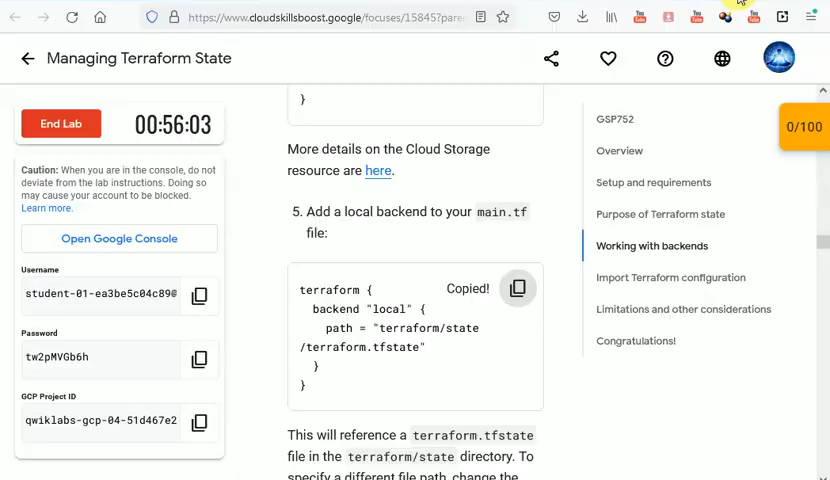 https://www.cloudskillsboost.google/focuses/15845?pare
Managing Terraform State
End Lab
00:56:03
Caution: When you are in the console, do not
deviate from the lab instructions. Doing so
may cause your account to be blocked.
Learn more.
Open Google Console
Username
student-01-ea3be5c04c89@
Password
tw2pMVGb6h
GCP Project ID
qwiklabs-gcp-04-51d467e2
}
More details on the Cloud Storage
resource are here.
5. Add a local backend to your main.tf
file:
Copied!
terraform {
backend "local" {
path = "terraform/state
/terraform.tfstate"
}
}
This will reference a terraform.tfstate
file in the terraform/state directory. To
specify a different file path, change the
GSP752
Overview
Setup and requirements
Purpose of Terraform state
Working with backends
Import Terraform configuration
Limitations and other considerations
Congratulations!
0/100